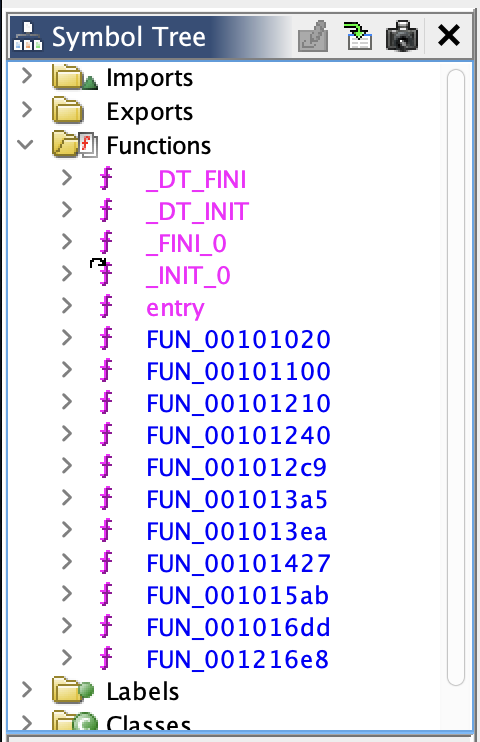 Symbol Tree
Imports
Exports
Functions
_DT_FINI
_DT_INIT
_FINI_0
_INIT_0
entry
FUN_00101020
FUN_00101100
FUN_00101210
FUN_00101240
FUN_001012c9
FUN_001013a5
FUN_001013ea
FUN_00101427
FUN_001015ab
FUN_001016dd
FUN_001216e8
Labels
Classes